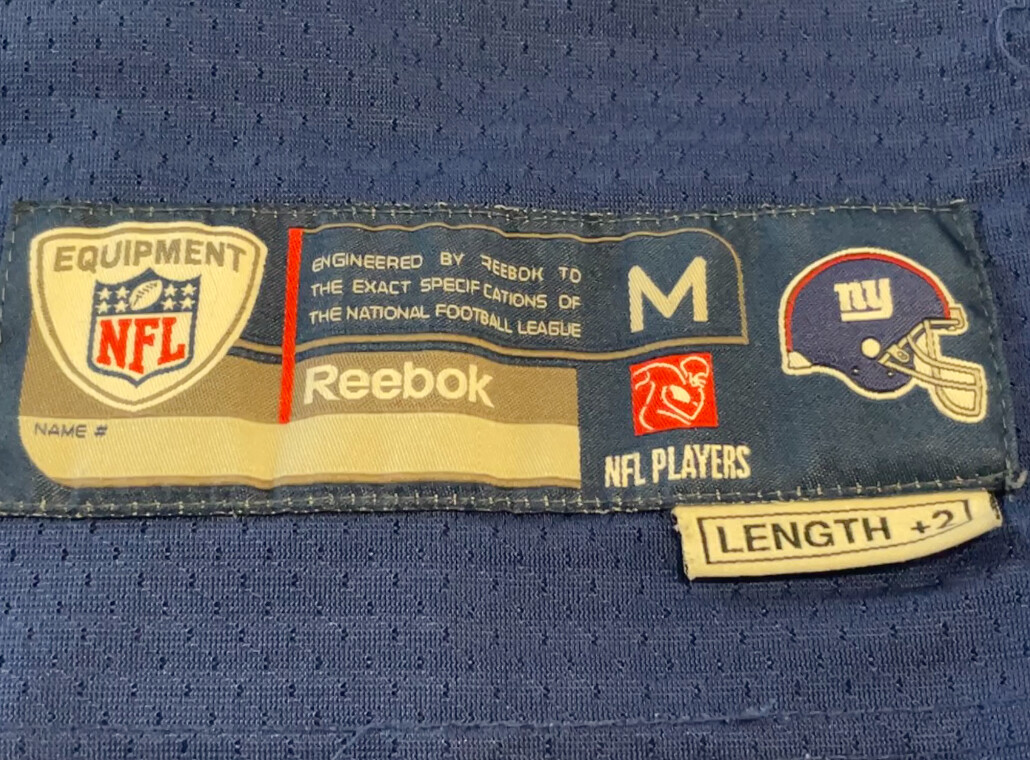 EQUIPMENT
NFL
ENGINEERED BY REEBOK TO
THE EXACT SPECIFICATIONS OF
THE NATIONAL FOOTBALL LEAGUE
M
ny
Reebok
NAME #
NFL PLAYERS
LENGTH +2